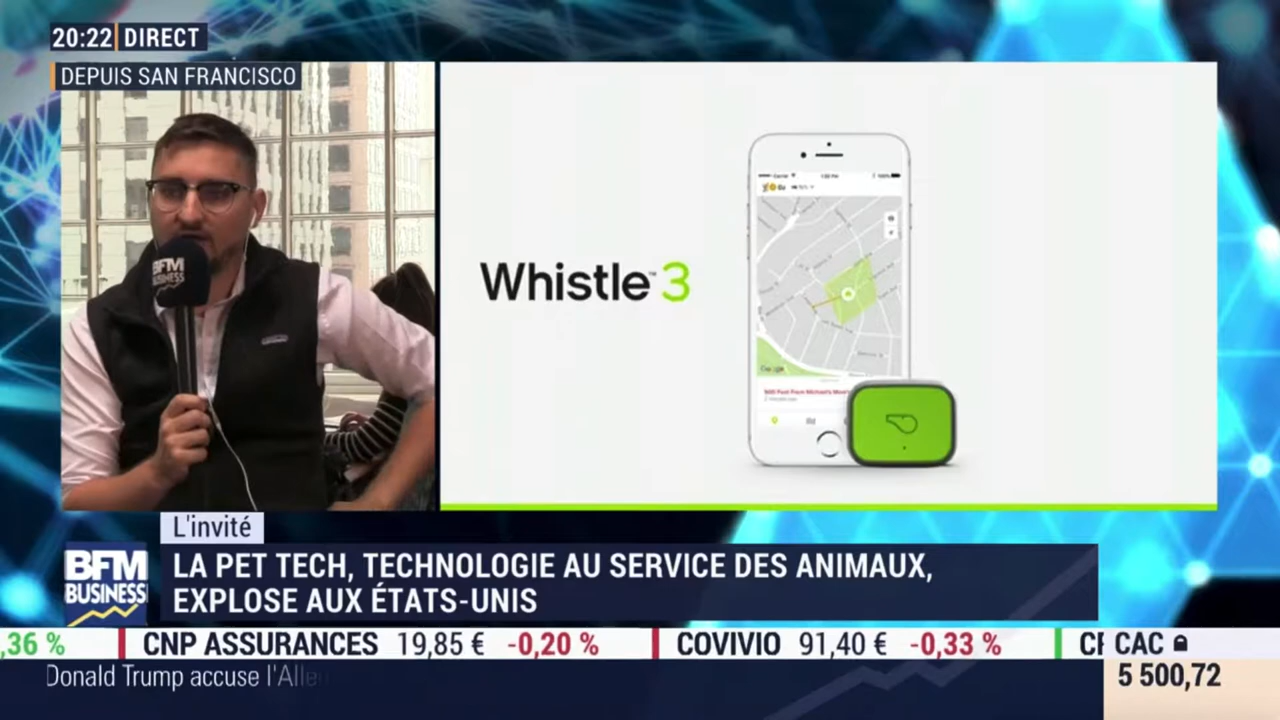 20:22 DIRECT
DEPUIS SAN FRANCISCO
BFM
BUSINESS
Whistle™ 3
Google
L'invité
BFM
BUSINESS
LA PET TECH, TECHNOLOGIE AU SERVICE DES ANIMAUX,
EXPLOSE AUX ÉTATS-UNIS
,36 % CNP ASSURANCES 19,85 € -0,20 % COVIVIO 91,40 € -0,33 % CAC
Donald Trump accuse l'Alle 5 500,72